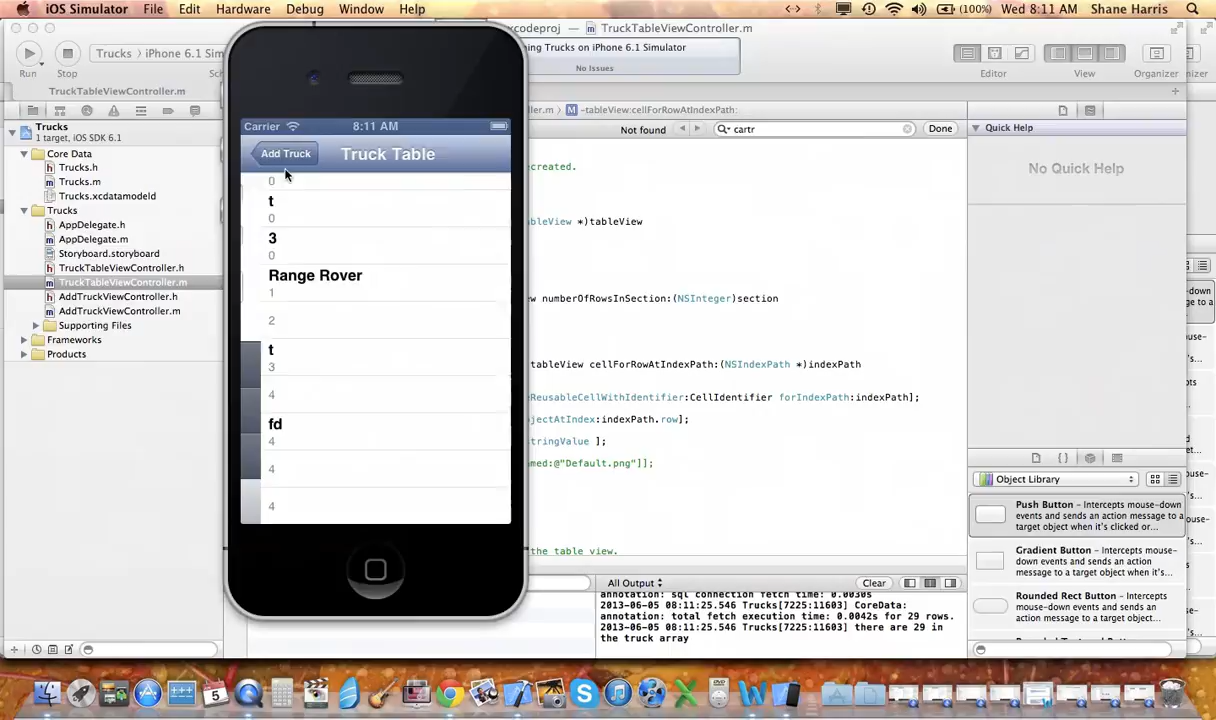 iOS Simulator File Edit Hardware Debug Window Help (100%) Wed 8:11 AM Shane Harris
xcodeproj — TruckTableViewController.m
Run Stop Trucks iPhone 6.1 Sim
ng Trucks on iPhone 6.1 Simulator
No Issues
Editor View Organizer nizer
TruckTableViewController.m
ller.m -tableView:cellForRowAtIndexPath:
Not found cartr Done
Quick Help
No Quick Help
Trucks
1 target, iOS SDK 6.1
Core Data
Trucks.h
Trucks.m
Trucks.xcdatamodeld
Trucks
AppDelegate.h
AppDelegate.m
Storyboard.storyboard
TruckTableViewController.h
TruckTableViewController.m
AddTruckViewController.h
AddTruckViewController.m
Supporting Files
Frameworks
Products
Carrier 8:11 AM
Add Truck Truck Table
0
t
0
3
0
Range Rover
1
2
t
3
4
fd
4
4
4
ecreated.
bleView *)tableView
w numberOfRowsInSection:(NSInteger)section
tableView cellForRowAtIndexPath:(NSIndexPath *)indexPath
eReusableCellWithIdentifier:CellIdentifier forIndexPath:indexPath];
bjectAtIndex:indexPath.row];
stringValue ];
med:@"Default.png"]];
the table view.
Object Library
Push Button – Intercepts mouse-down
events and sends an action message to a
target object when it's clicked or...
Gradient Button – Intercepts mouse-
down events and sends an action
message to a target object when it's...
Rounded Rect Button – Intercepts
mouse-down events and sends an
action message to a target object...
All Output Clear
annotation: sql connection fetch time: 0.0030s
2013-06-05 08:11:25.546 Trucks[7225:11603] CoreData:
annotation: total fetch execution time: 0.0042s for 29 rows.
2013-06-05 08:11:25.546 Trucks[7225:11603] there are 29 in
the truck array